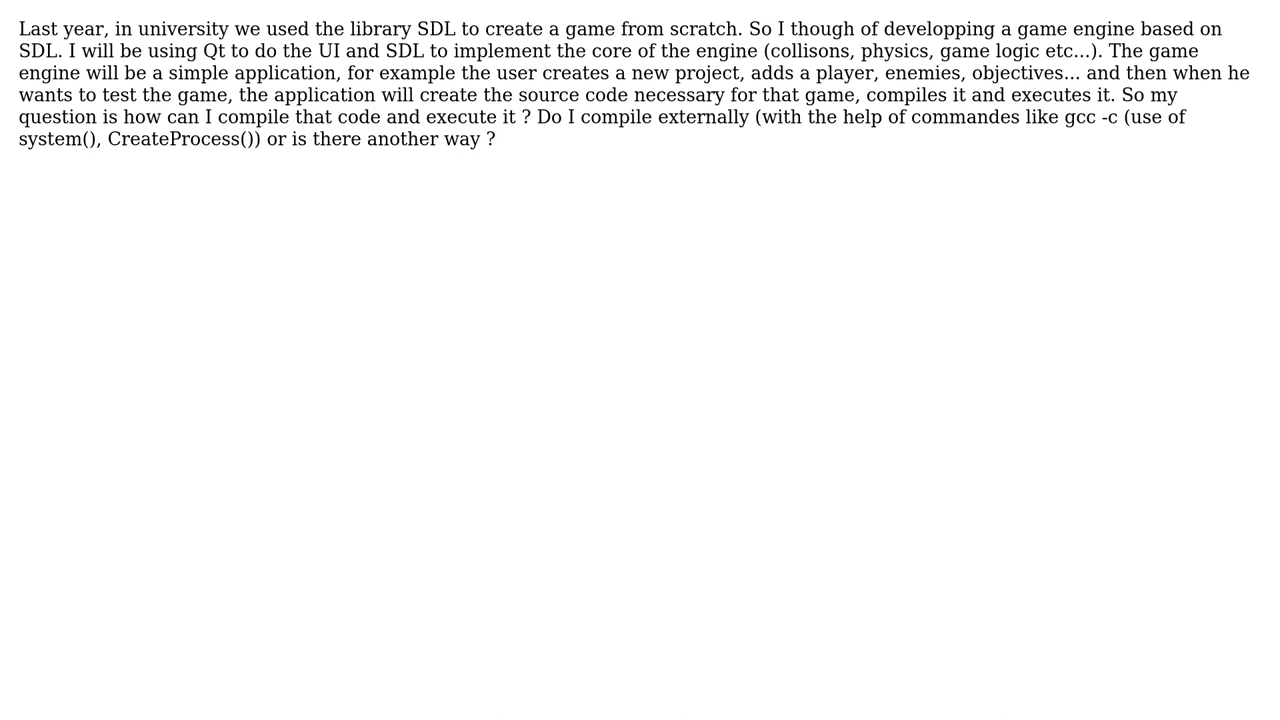 Last year, in university we used the library SDL to create a game from scratch. So I though of developping a game engine based on
SDL. I will be using Qt to do the UI and SDL to implement the core of the engine (collisons, physics, game logic etc...). The game
engine will be a simple application, for example the user creates a new project, adds a player, enemies, objectives... and then when he
wants to test the game, the application will create the source code necessary for that game, compiles it and executes it. So my
question is how can I compile that code and execute it ? Do I compile externally (with the help of commandes like gcc -c (use of
system(), CreateProcess()) or is there another way ?